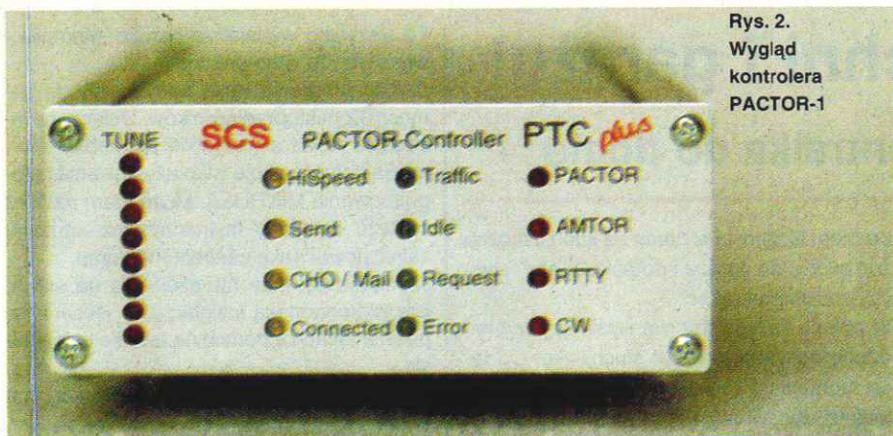 Rys. 2.
Wygląd
kontrolera
PACTOR-1
TUNE SCS PACTOR-Controller PTC plus
HiSpeed Traffic PACTOR
Send Idle AMTOR
CHO / Mail Request RTTY
Connected Error CW